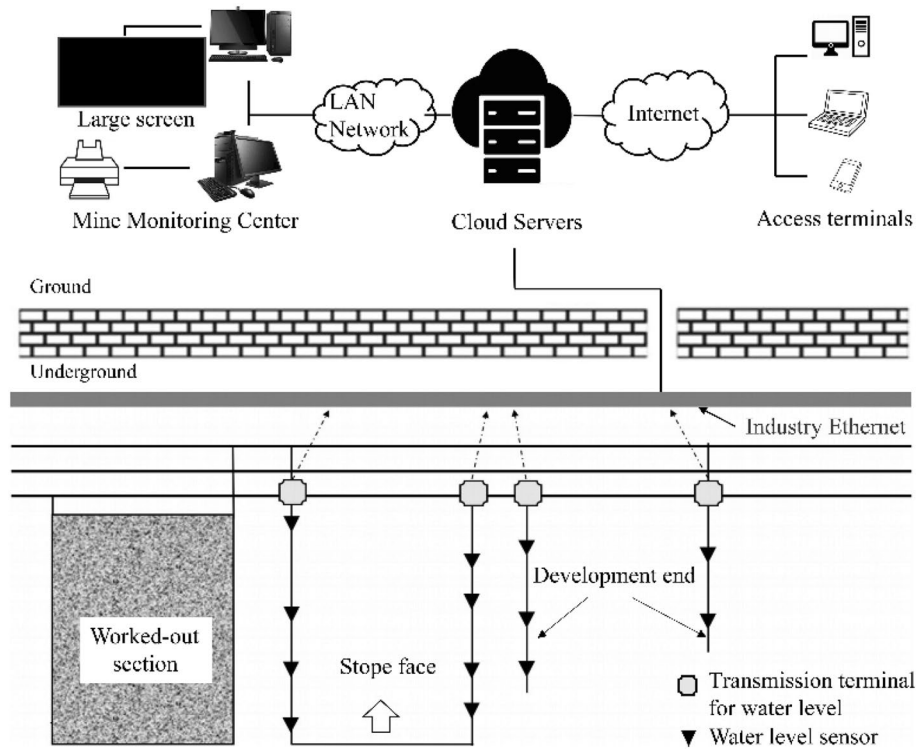 Large screen
LAN
Network
Internet
Mine Monitoring Center
Cloud Servers
Access terminals
Ground
Underground
Industry Ethernet
Development end
Worked-out
section
Stope face
Transmission terminal
for water level
Water level sensor